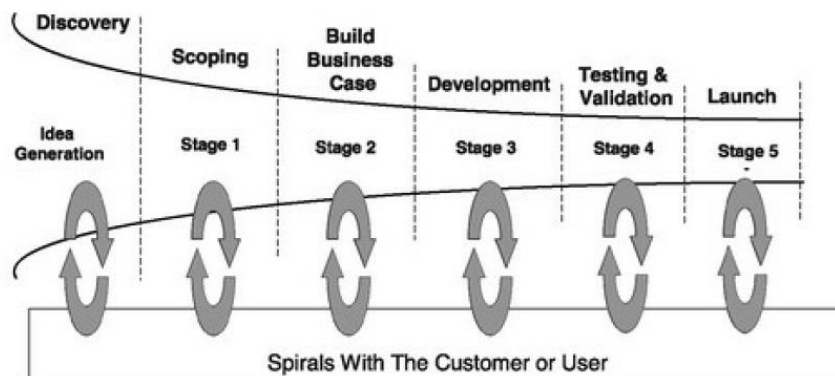 Discovery
Scoping
Build
Business
Case
Development
Testing &
Validation
Launch
Idea
Generation
Stage 1
Stage 2
Stage 3
Stage 4
Stage 5
Spirals With The Customer or User